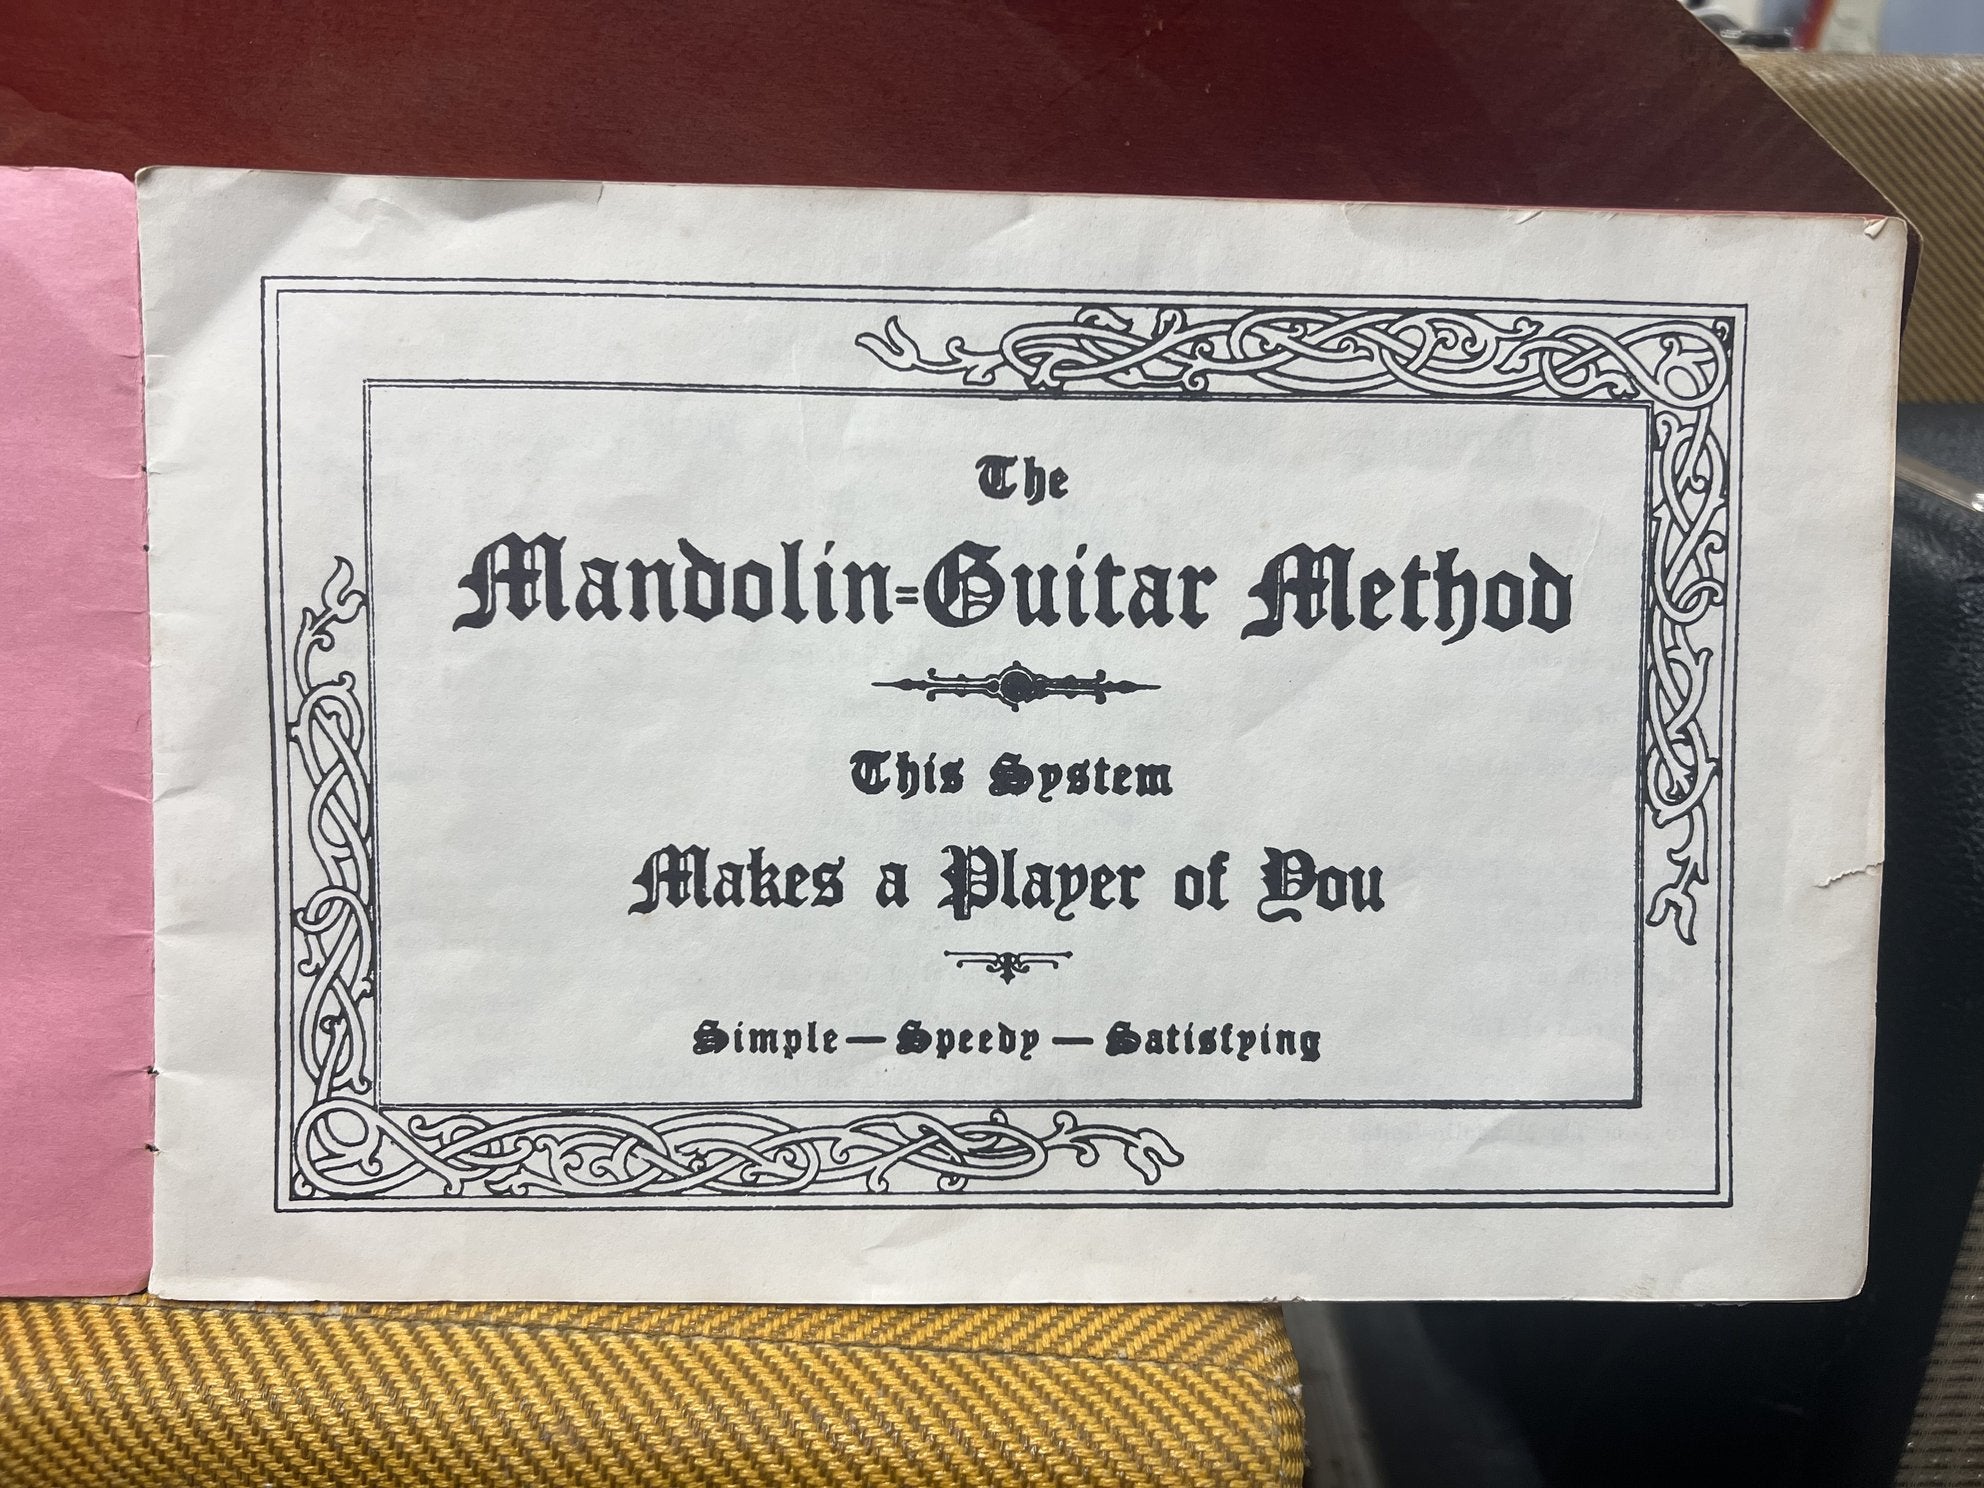 The
Mandolin=Guitar Method
This System
Makes a Player of You
Simple — Speedy — Satisfying